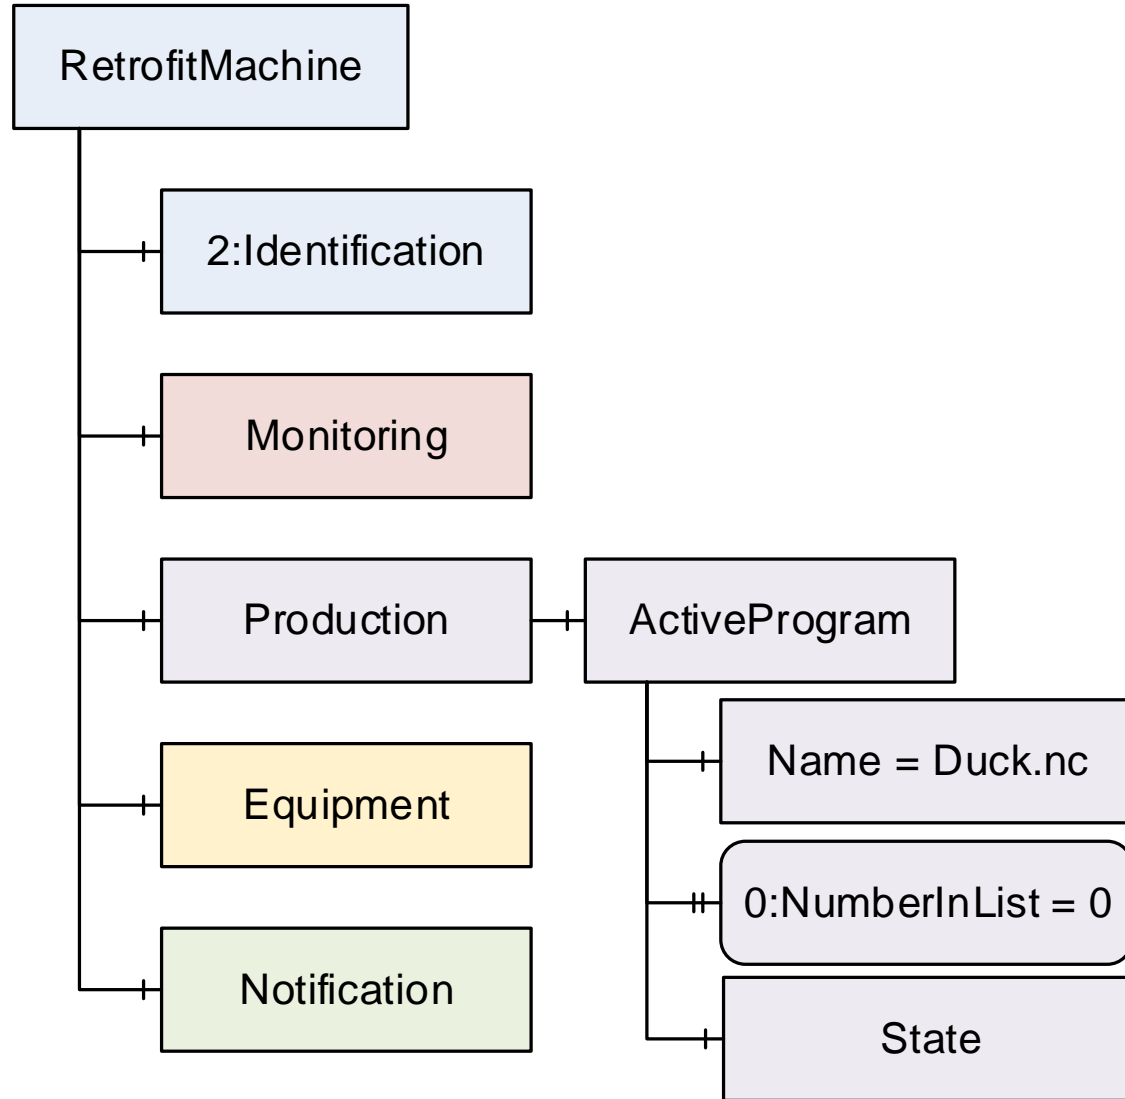 RetrofitMachine
2:Identification
Monitoring
Production
ActiveProgram
Name = Duck.nc
0:NumberInList = 0
State
Equipment
Notification